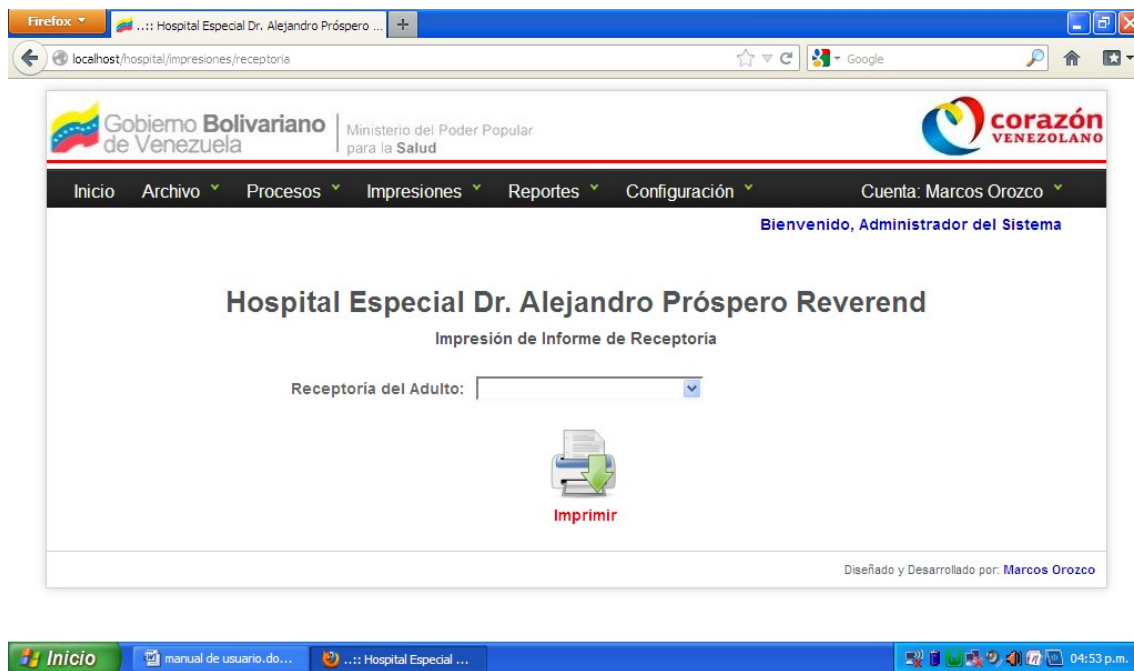 Firefox
..:: Hospital Especial Dr. Alejandro Próspero ...
localhost/hospital/impresiones/receptoria
Google
Gobierno Bolivariano
de Venezuela
Ministerio del Poder Popular
para la Salud
corazón
VENEZOLANO
Inicio Archivo Procesos Impresiones Reportes Configuración Cuenta: Marcos Orozco
Bienvenido, Administrador del Sistema
Hospital Especial Dr. Alejandro Próspero Reverend
Impresión de Informe de Receptoría
Receptoría del Adulto:
Imprimir
Diseñado y Desarrollado por: Marcos Orozco
Inicio manual de usuario.do... ..:: Hospital Especial ... 04:53 p.m.